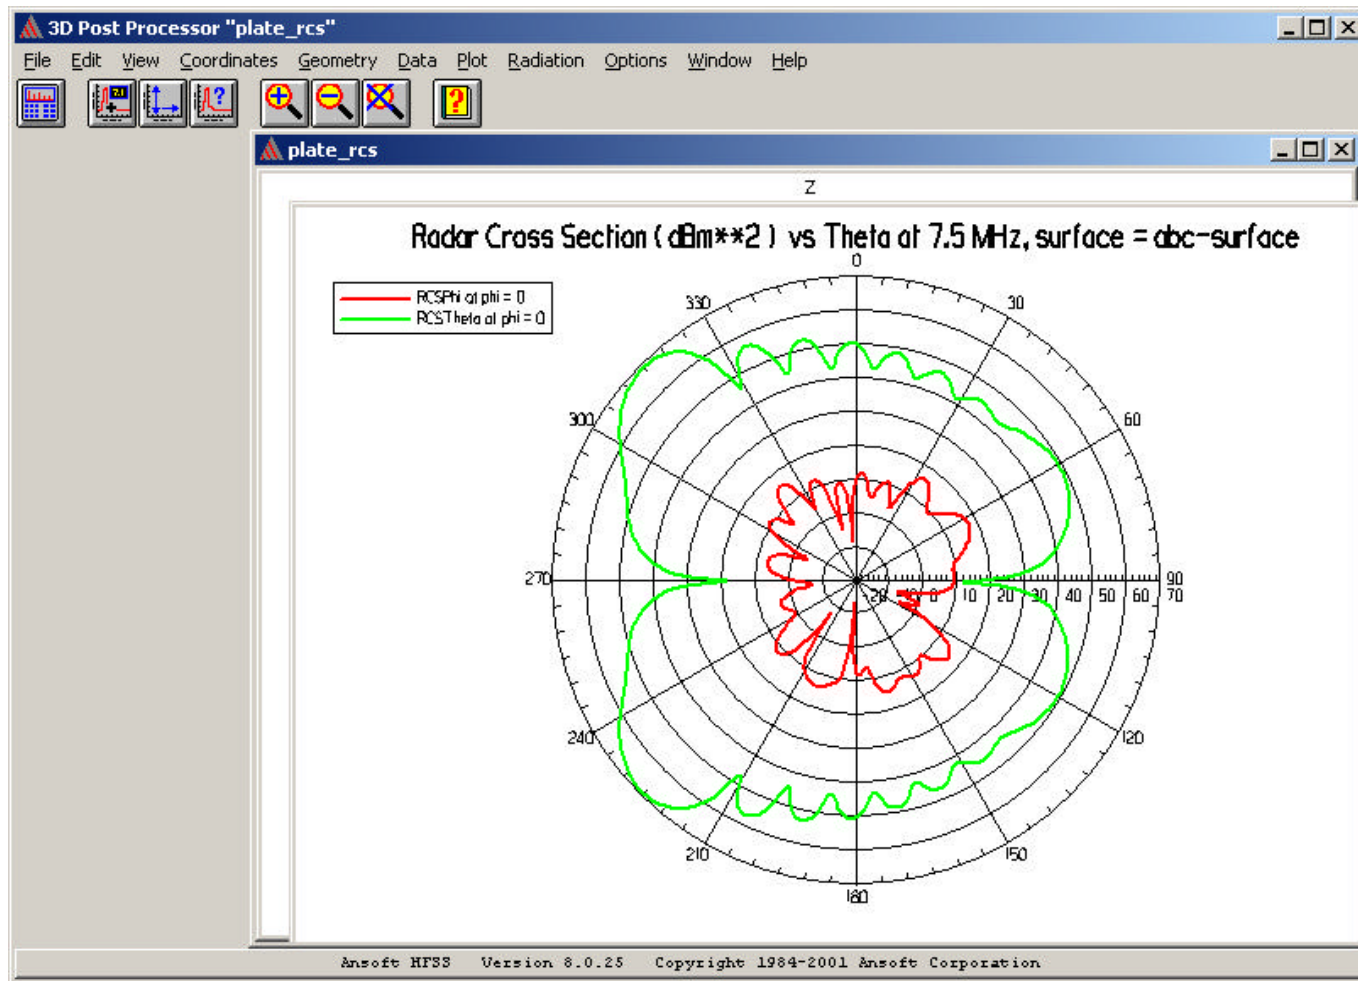 3D Post Processor "plate_rcs"
File Edit View Coordinates Geometry Data Plot Radiation Options Window Help
plate_rcs
Z
Radar Cross Section ( dBm**2 ) vs Theta at 7.5 MHz, surface = abc-surface
RCSPhi at phi = 0
RCSTheta at phi = 0
0
330 30
300 60
270 90
0 10 20 30 40 50 60 70
240 120
210 150
180
Ansoft HFSS Version 8.0.25 Copyright 1984-2001 Ansoft Corporation